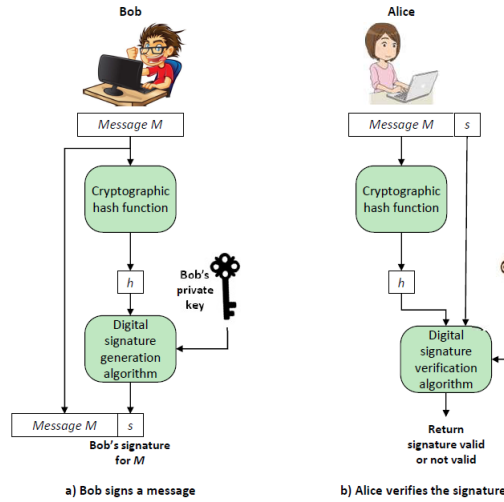 Bob
Message M
Cryptographic
hash function
h
Bob's
private
key
Digital
signature
generation
algorithm
Message M
s
Bob's signature
for M
a) Bob signs a message
Alice
Message M
s
Cryptographic
hash function
h
Digital
signature
verification
algorithm
Return
signature valid
or not valid
b) Alice verifies the signature